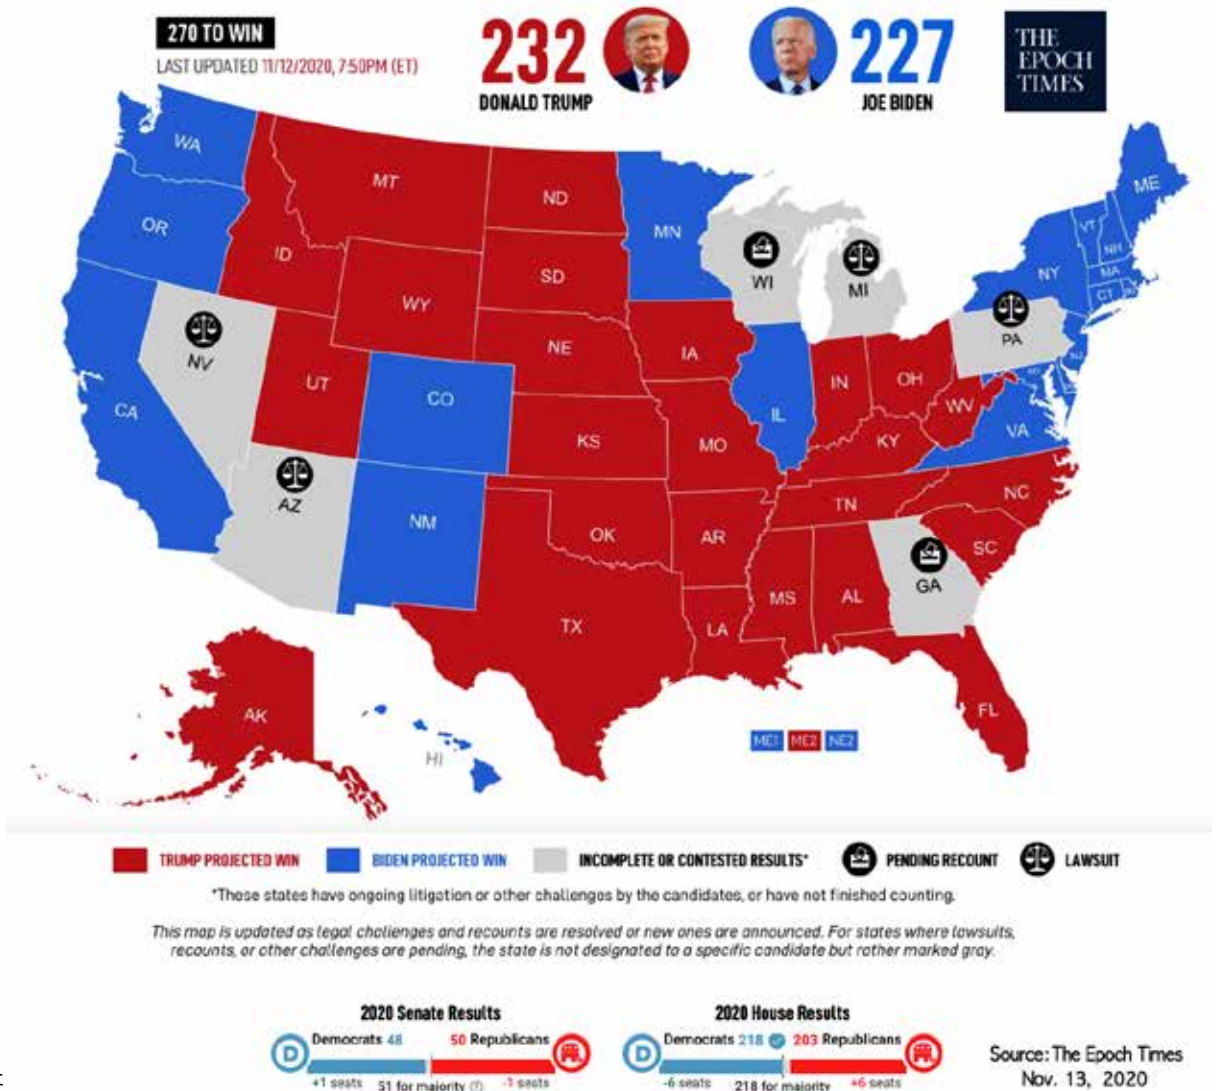 270 TO WIN
LAST UPDATED 11/12/2020, 7:50PM (ET)
232
DONALD TRUMP
227
JOE BIDEN
THE
EPOCH
TIMES
WA
MT
ND
ME
OR
ID
MN
VT
NH
SD
WI
MI
NY
MA
WY
CT
NV
NE
IA
PA
UT
IN
OH
NJ
CA
CO
IL
WV
VA
KS
MO
KY
AZ
NM
TN
NC
OK
AR
SC
GA
MS
AL
TX
LA
AK
FL
HI
ME1 ME2 NE2
TRUMP PROJECTED WIN BIDEN PROJECTED WIN INCOMPLETE OR CONTESTED RESULTS* PENDING RECOUNT LAWSUIT
*These states have ongoing litigation or other challenges by the candidates, or have not finished counting.
This map is updated as legal challenges and recounts are resolved or new ones are announced. For states where lawsuits,
recounts, or other challenges are pending, the state is not designated to a specific candidate but rather marked gray.
2020 Senate Results
D Democrats 48 50 Republicans
+1 seats 51 for majority -1 seats
2020 House Results
D Democrats 218 203 Republicans
-6 seats 218 for majority +6 seats
Source: The Epoch Times
Nov. 13, 2020